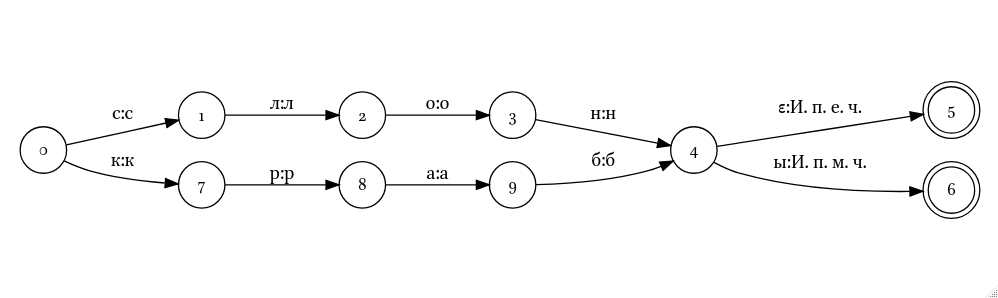 ε:И. п. е. ч.
5
с:с
л:л
о:о
н:н
1
2
3
0
4
к:к
р:р
а:а
б:б
ы:И. п. м. ч.
7
8
9
6